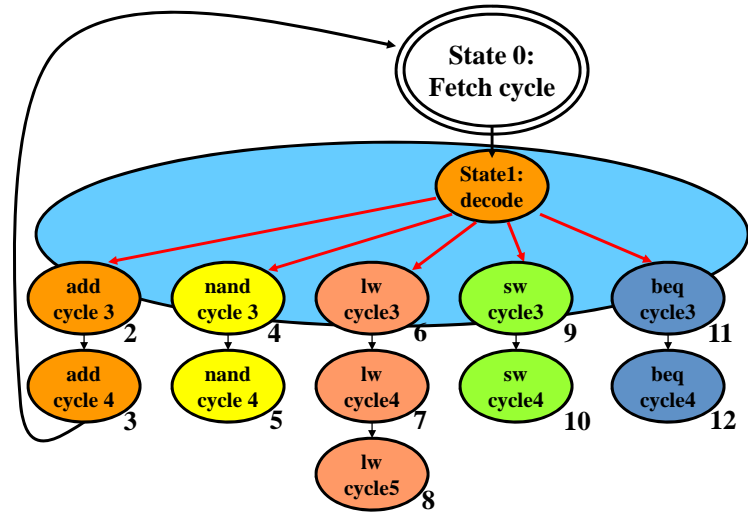 State 0:
Fetch cycle
State1:
decode
add
cycle 3
2
nand
cycle 3
4
lw
cycle3
6
sw
cycle3
9
beq
cycle3
11
add
cycle 4
3
nand
cycle 4
5
lw
cycle4
7
sw
cycle4
10
beq
cycle4
12
lw
cycle5
8